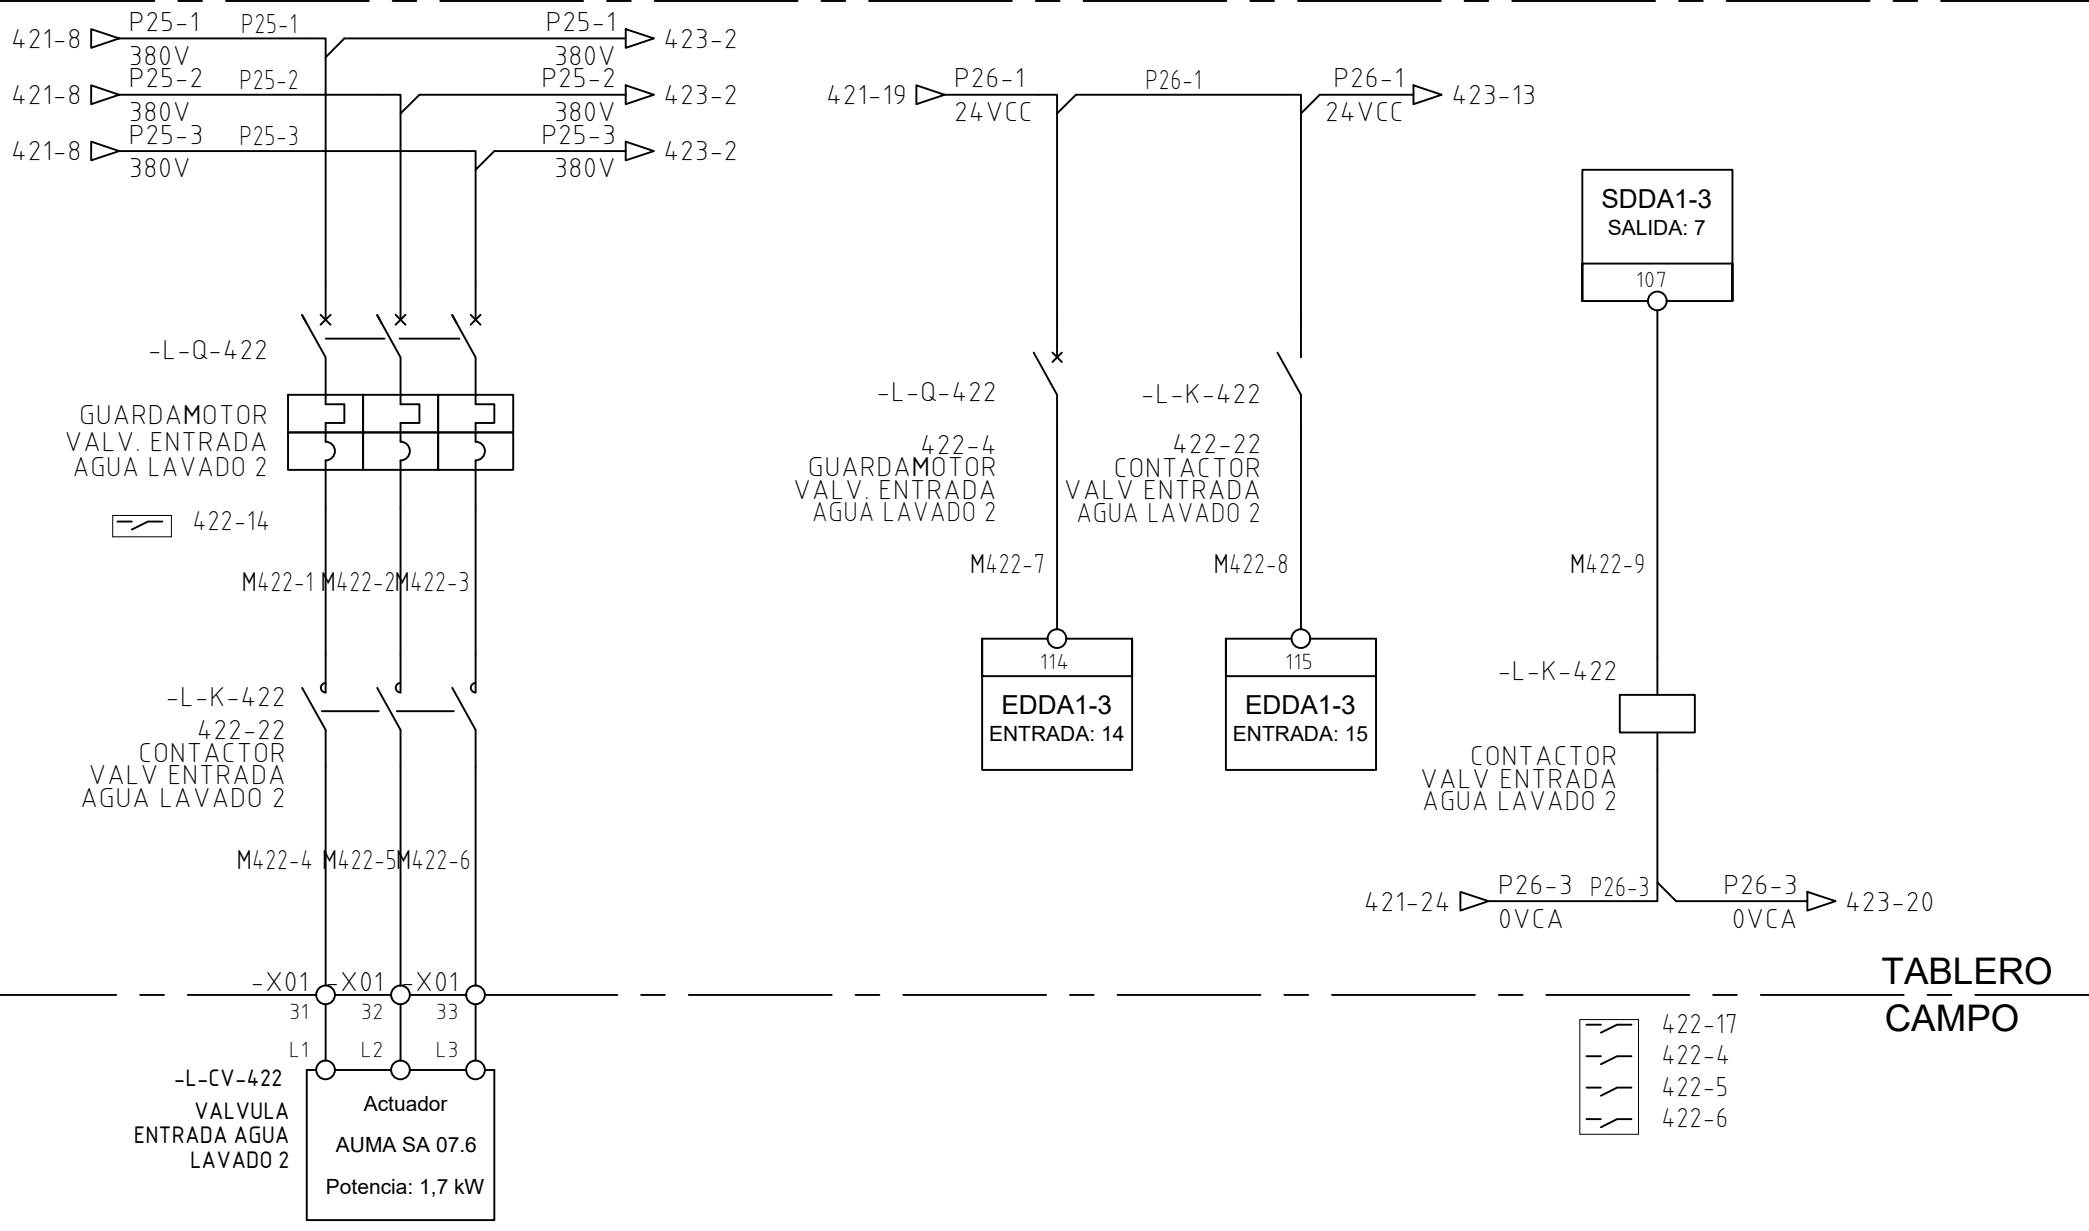 421-8 P25-1 P25-1 P25-1 423-2
380V 380V
421-8 P25-2 P25-2 P25-2 423-2
380V 380V
421-8 P25-3 P25-3 P25-3 423-2
380V 380V
-L-Q-422
GUARDAMOTOR
VALV. ENTRADA
AGUA LAVADO 2
422-14
M422-1 M422-2 M422-3
-L-K-422
422-22
CONTACTOR
VALV ENTRADA
AGUA LAVADO 2
M422-4 M422-5 M422-6
-X01 -X01 -X01
31 32 33
L1 L2 L3
-L-CV-422
VALVULA
ENTRADA AGUA
LAVADO 2
Actuador
AUMA SA 07.6
Potencia: 1,7 kW
421-19 P26-1 P26-1 P26-1 423-13
24VCC 24VCC
-L-Q-422
422-4
GUARDAMOTOR
VALV. ENTRADA
AGUA LAVADO 2
M422-7
114
EDDA1-3
ENTRADA: 14
-L-K-422
422-22
CONTACTOR
VALV ENTRADA
AGUA LAVADO 2
M422-8
115
EDDA1-3
ENTRADA: 15
SDDA1-3
SALIDA: 7
107
M422-9
-L-K-422
CONTACTOR
VALV ENTRADA
AGUA LAVADO 2
421-24 P26-3 P26-3 P26-3 423-20
0VCA 0VCA
TABLERO
CAMPO
422-17
422-4
422-5
422-6